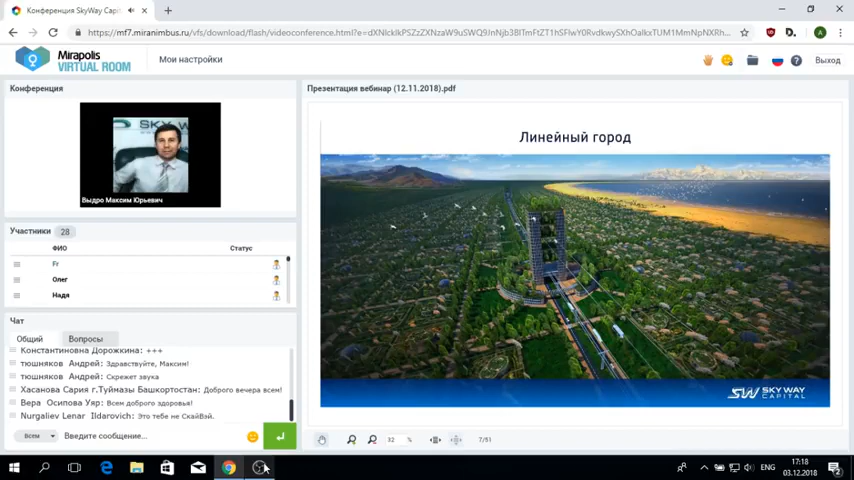 Конференция SkyWay Capi
https://mf7.miranimbus.ru/vfs/download/flash/videoconference.html?e=
Mirapolis
VIRTUAL ROOM
Мои настройки
Выход
Конференция
SKY WAY
Выдро Максим Юрьевич
Участники 28
ФИО Статус
Fr
Олег
Надя
Чат
Общий Вопросы
Константиновна Дорожкина: +++
тюшняков Андрей: Здравствуйте, Максим!
тюшняков Андрей: Скрежет звука
Хасанова Сария г.Туймазы Башкортостан: Доброго вечера всем!
Вера Осипова Уяр: Всем доброго здоровья!
Nurgaliev Lenar Ildarovich: Это тебе не СкайВэй.
Всем Введите сообщение...
Презентация вебинар (12.11.2018).pdf
Линейный город
SW SKY WAY
CAPITAL
32 % 7/51
ENG 17:18
03.12.2018
2